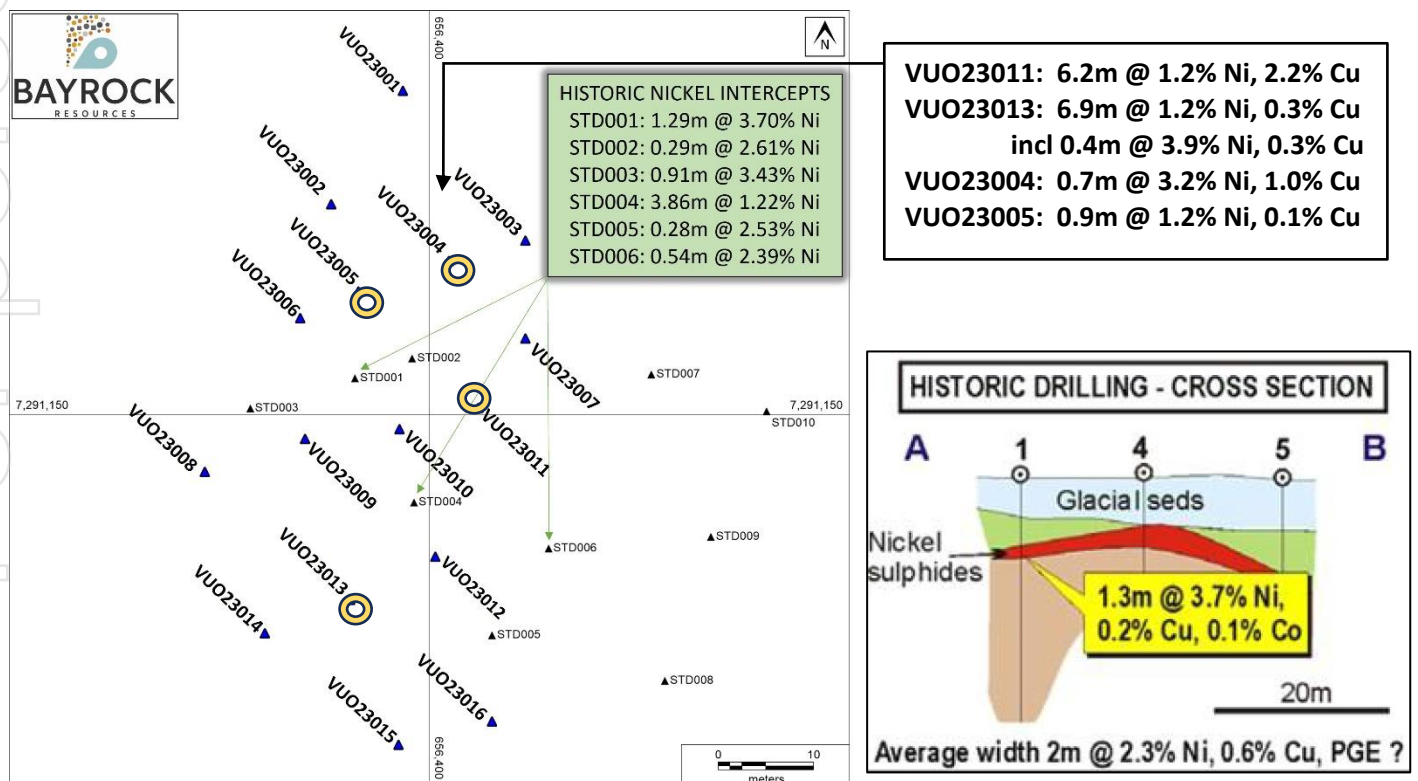 BAYROCK
RESOURCES
656,400
N
VUO23001
VUO23002
VUO23003
VUO23004
VUO23005
VUO23006
HISTORIC NICKEL INTERCEPTS
STD001: 1.29m @ 3.70% Ni
STD002: 0.29m @ 2.61% Ni
STD003: 0.91m @ 3.43% Ni
STD004: 3.86m @ 1.22% Ni
STD005: 0.28m @ 2.53% Ni
STD006: 0.54m @ 2.39% Ni
VUO23011: 6.2m @ 1.2% Ni, 2.2% Cu
VUO23013: 6.9m @ 1.2% Ni, 0.3% Cu
incl 0.4m @ 3.9% Ni, 0.3% Cu
VUO23004: 0.7m @ 3.2% Ni, 1.0% Cu
VUO23005: 0.9m @ 1.2% Ni, 0.1% Cu
STD002
STD001
VUO23007
STD007
7,291,150
STD003
7,291,150
STD010
VUO23008
VUO23009
VUO23010
VUO23011
STD004
STD006
STD009
VUO23013
VUO23012
VUO23014
STD005
STD008
VUO23015
VUO23016
656,400
0 10
meters
HISTORIC DRILLING - CROSS SECTION
A 1 4 5 B
Glacial seds
Nickel
sulphides
1.3m @ 3.7% Ni,
0.2% Cu, 0.1% Co
20m
Average width 2m @ 2.3% Ni, 0.6% Cu, PGE ?